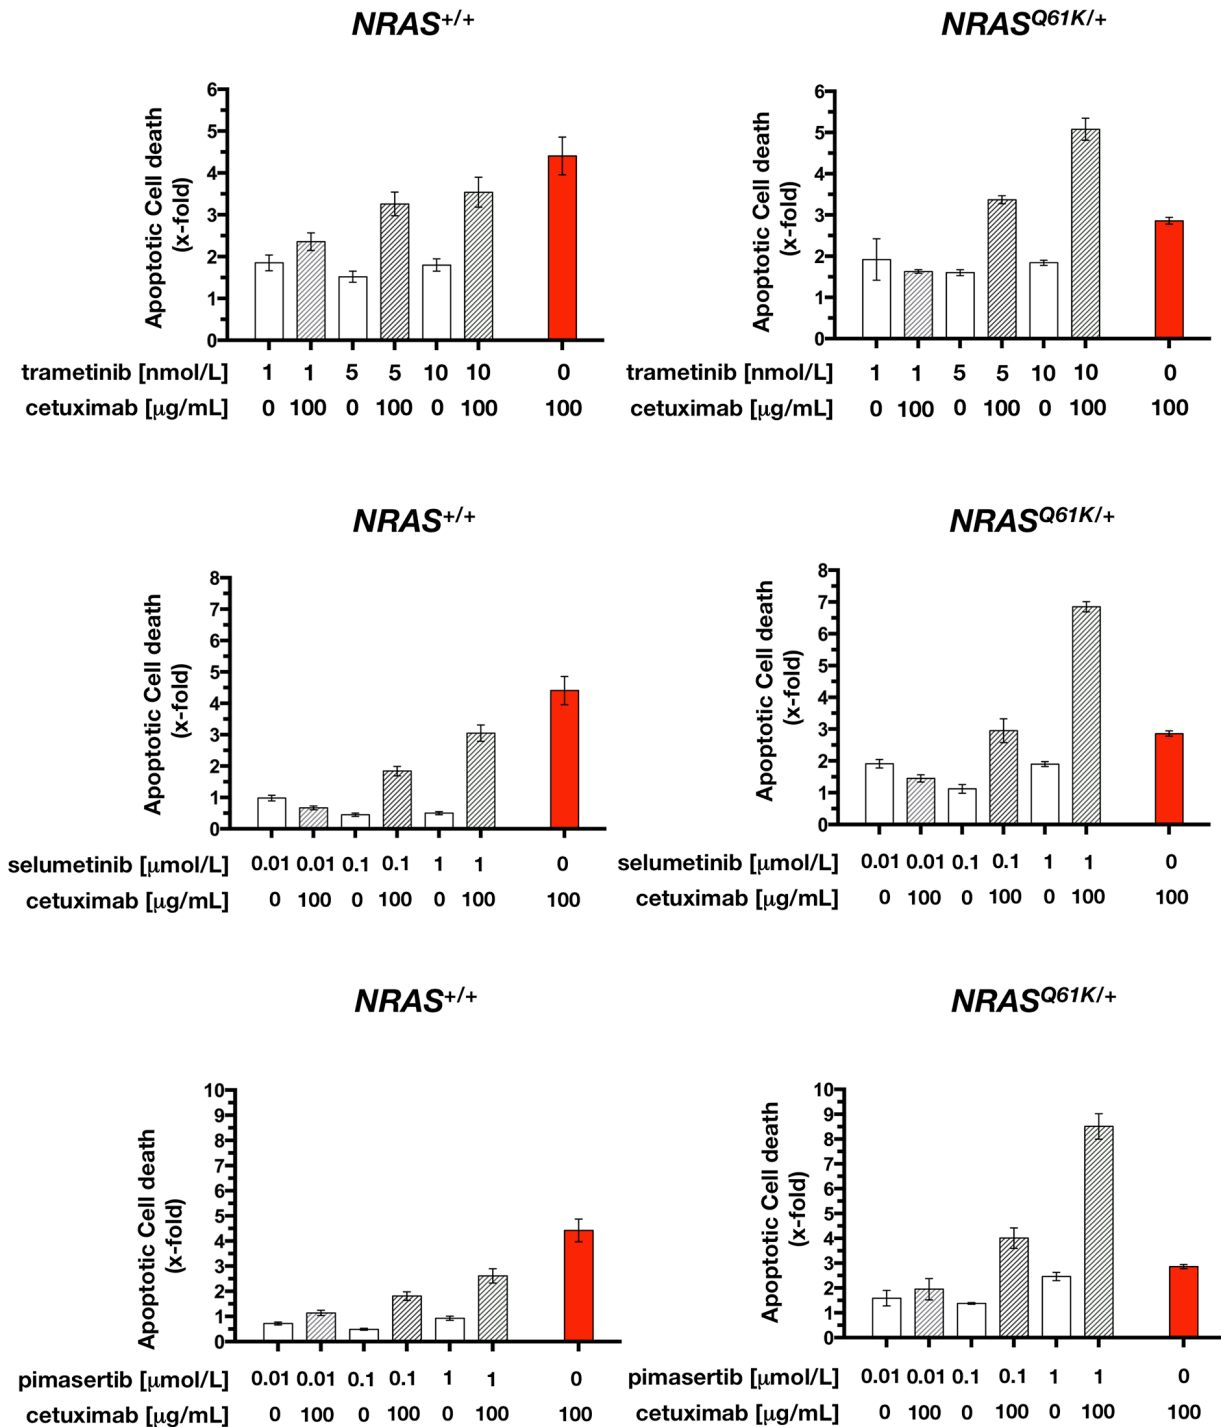 NRAS+/+
NRASQ61K/+
Apoptotic Cell death
(x-fold)
6
5
4
3
2
1
0
trametinib [nmol/L] 1 1 5 5 10 10 0
cetuximab [μg/mL] 0 100 0 100 0 100 100
Apoptotic Cell death
(x-fold)
6
5
4
3
2
1
0
trametinib [nmol/L] 1 1 5 5 10 10 0
cetuximab [μg/mL] 0 100 0 100 0 100 100
NRAS+/+
NRASQ61K/+
Apoptotic Cell death
(x-fold)
8
7
6
5
4
3
2
1
0
selumetinib [μmol/L] 0.01 0.01 0.1 0.1 1 1 0
cetuximab [μg/mL] 0 100 0 100 0 100 100
Apoptotic Cell death
(x-fold)
8
7
6
5
4
3
2
1
0
selumetinib [μmol/L] 0.01 0.01 0.1 0.1 1 1 0
cetuximab [μg/mL] 0 100 0 100 0 100 100
NRAS+/+
NRASQ61K/+
Apoptotic Cell death
(x-fold)
10
9
8
7
6
5
4
3
2
1
0
pimasertib [μmol/L] 0.01 0.01 0.1 0.1 1 1 0
cetuximab [μg/mL] 0 100 0 100 0 100 100
Apoptotic Cell death
(x-fold)
10
9
8
7
6
5
4
3
2
1
0
pimasertib [μmol/L] 0.01 0.01 0.1 0.1 1 1 0
cetuximab [μg/mL] 0 100 0 100 0 100 100